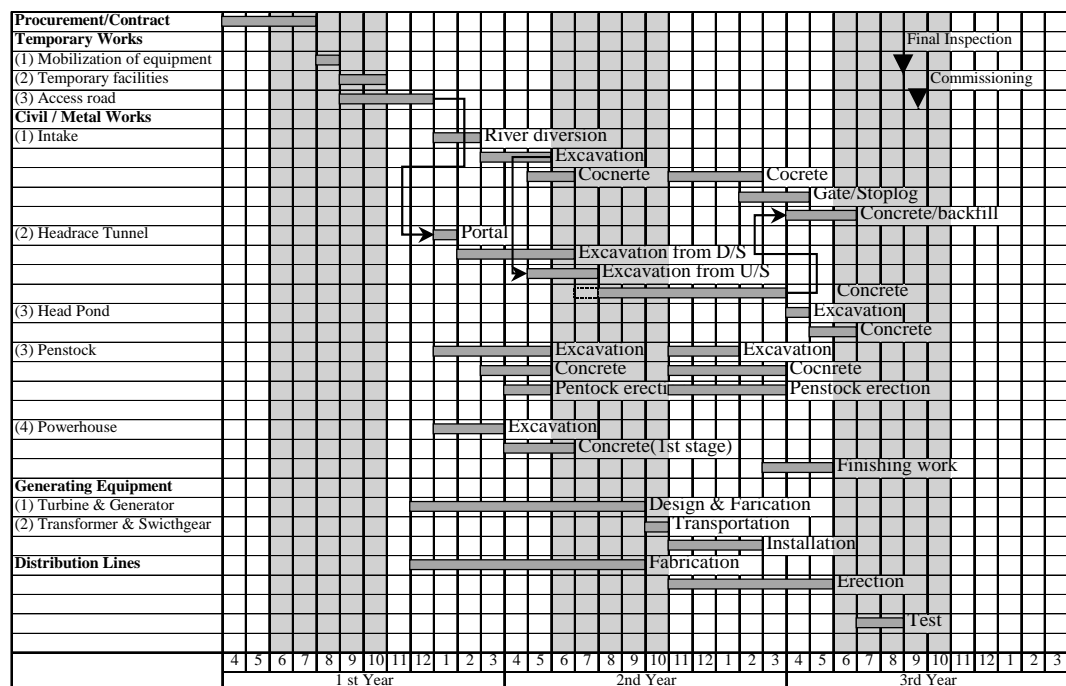 Procurement/Contract
Temporary Works
Final Inspection
(1) Mobilization of equipment
(2) Temporary facilities
Commissioning
(3) Access road
Civil / Metal Works
(1) Intake
River diversion
Excavation
Cocnerte
Cocrete
Gate/Stoplog
Concrete/backfill
(2) Headrace Tunnel
Portal
Excavation from D/S
Excavation from U/S
Concrete
(3) Head Pond
Excavation
Concrete
(3) Penstock
Excavation
Excavation
Concrete
Cocnrete
Pentock erecti
Penstock erection
(4) Powerhouse
Excavation
Concrete(1st stage)
Finishing work
Generating Equipment
(1) Turbine & Generator
Design & Farication
(2) Transformer & Swicthgear
Transportation
Installation
Distribution Lines
Fabrication
Erection
Test
4 5 6 7 8 9 10 11 12 1 2 3 4 5 6 7 8 9 10 11 12 1 2 3 4 5 6 7 8 9 10 11 12 1 2 3
1 st Year
2nd Year
3rd Year